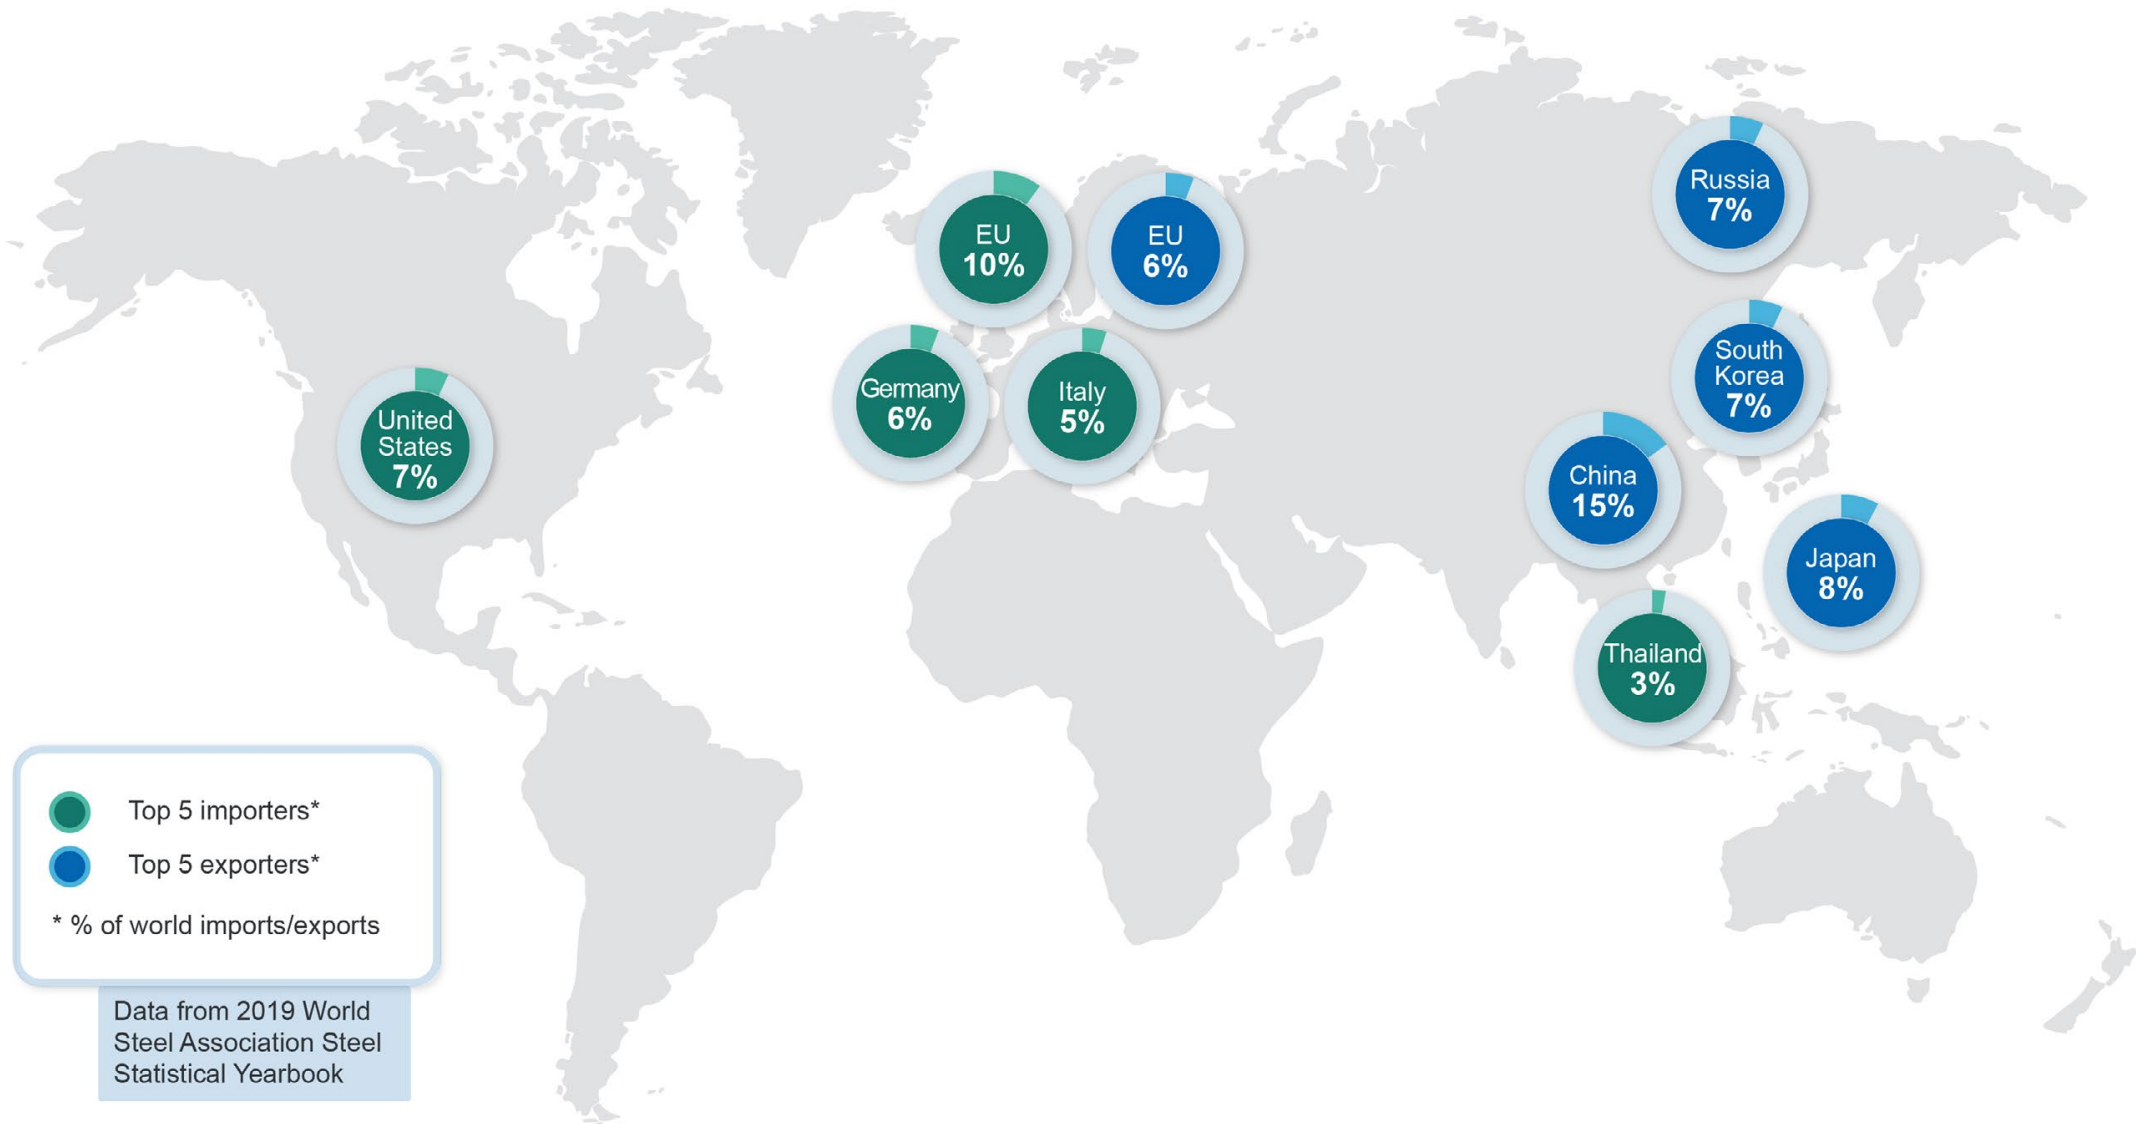 EU
10%
EU
6%
Russia
7%
Germany
6%
Italy
5%
United
States
7%
South
Korea
7%
China
15%
Japan
8%
Thailand
3%
Top 5 importers*
Top 5 exporters*
* % of world imports/exports
Data from 2019 World
Steel Association Steel
Statistical Yearbook